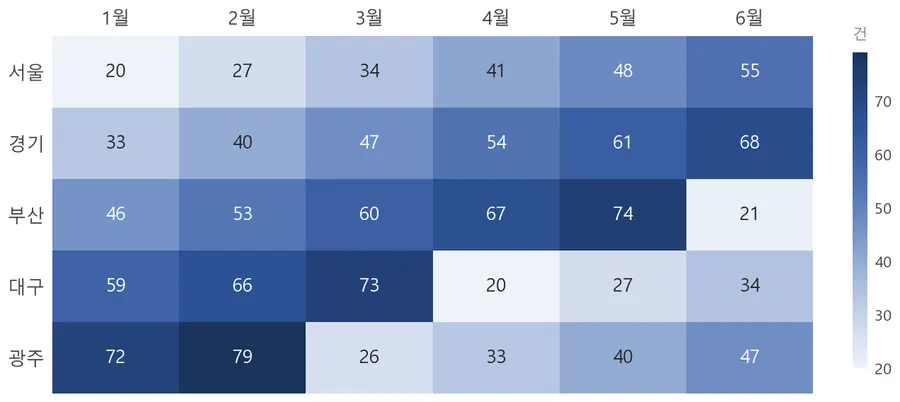 1월 2월 3월 4월 5월 6월
건
서울 20 27 34 41 48 55
경기 33 40 47 54 61 68
부산 46 53 60 67 74 21
대구 59 66 73 20 27 34
광주 72 79 26 33 40 47
70
60
50
40
30
20